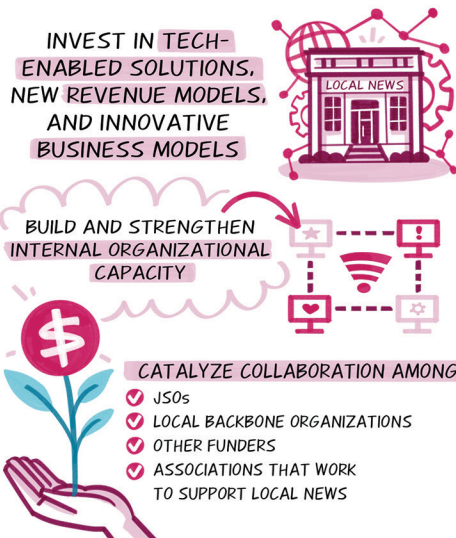 INVEST IN TECH-
ENABLED SOLUTIONS,
NEW REVENUE MODELS,
AND INNOVATIVE
BUSINESS MODELS
LOCAL NEWS
BUILD AND STRENGTHEN
INTERNAL ORGANIZATIONAL
CAPACITY
$
CATALYZE COLLABORATION AMONG
JSOs
LOCAL BACKBONE ORGANIZATIONS
OTHER FUNDERS
ASSOCIATIONS THAT WORK
TO SUPPORT LOCAL NEWS